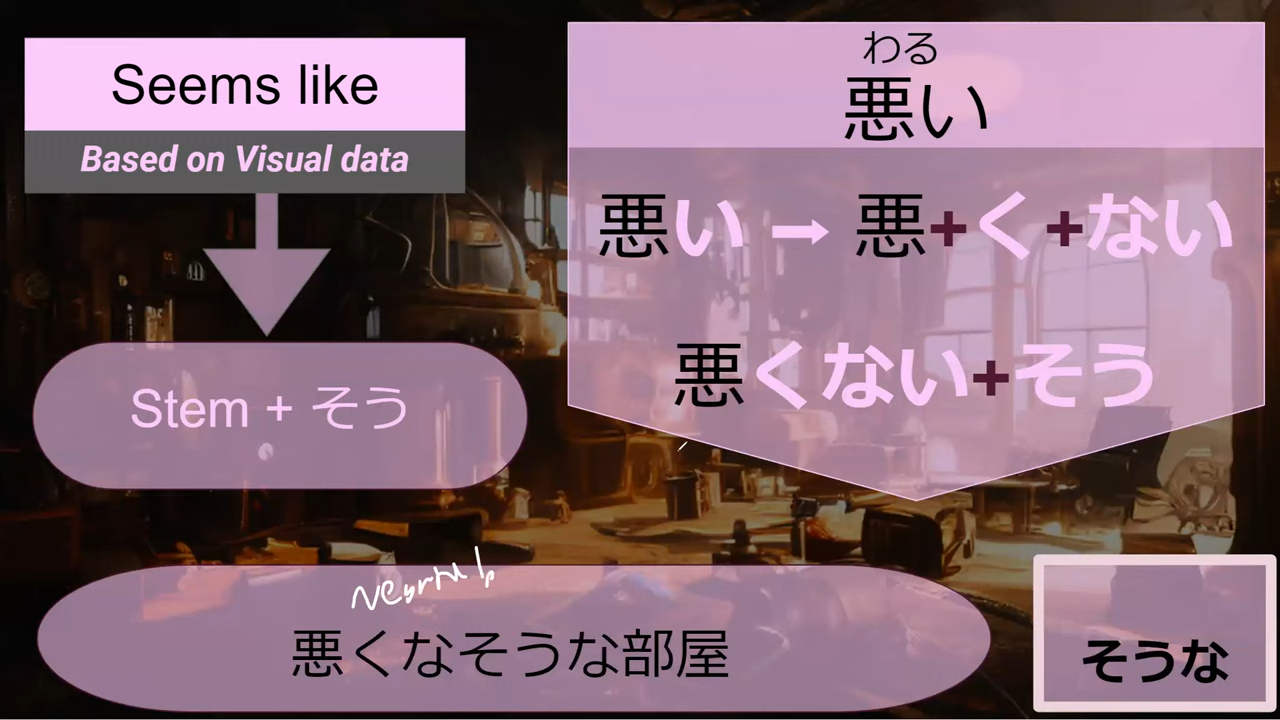 Seems like
Based on Visual data
Stem + そう
わる
悪い
悪い → 悪+く+ない
悪くない+そう
悪くなそうな部屋
そうな